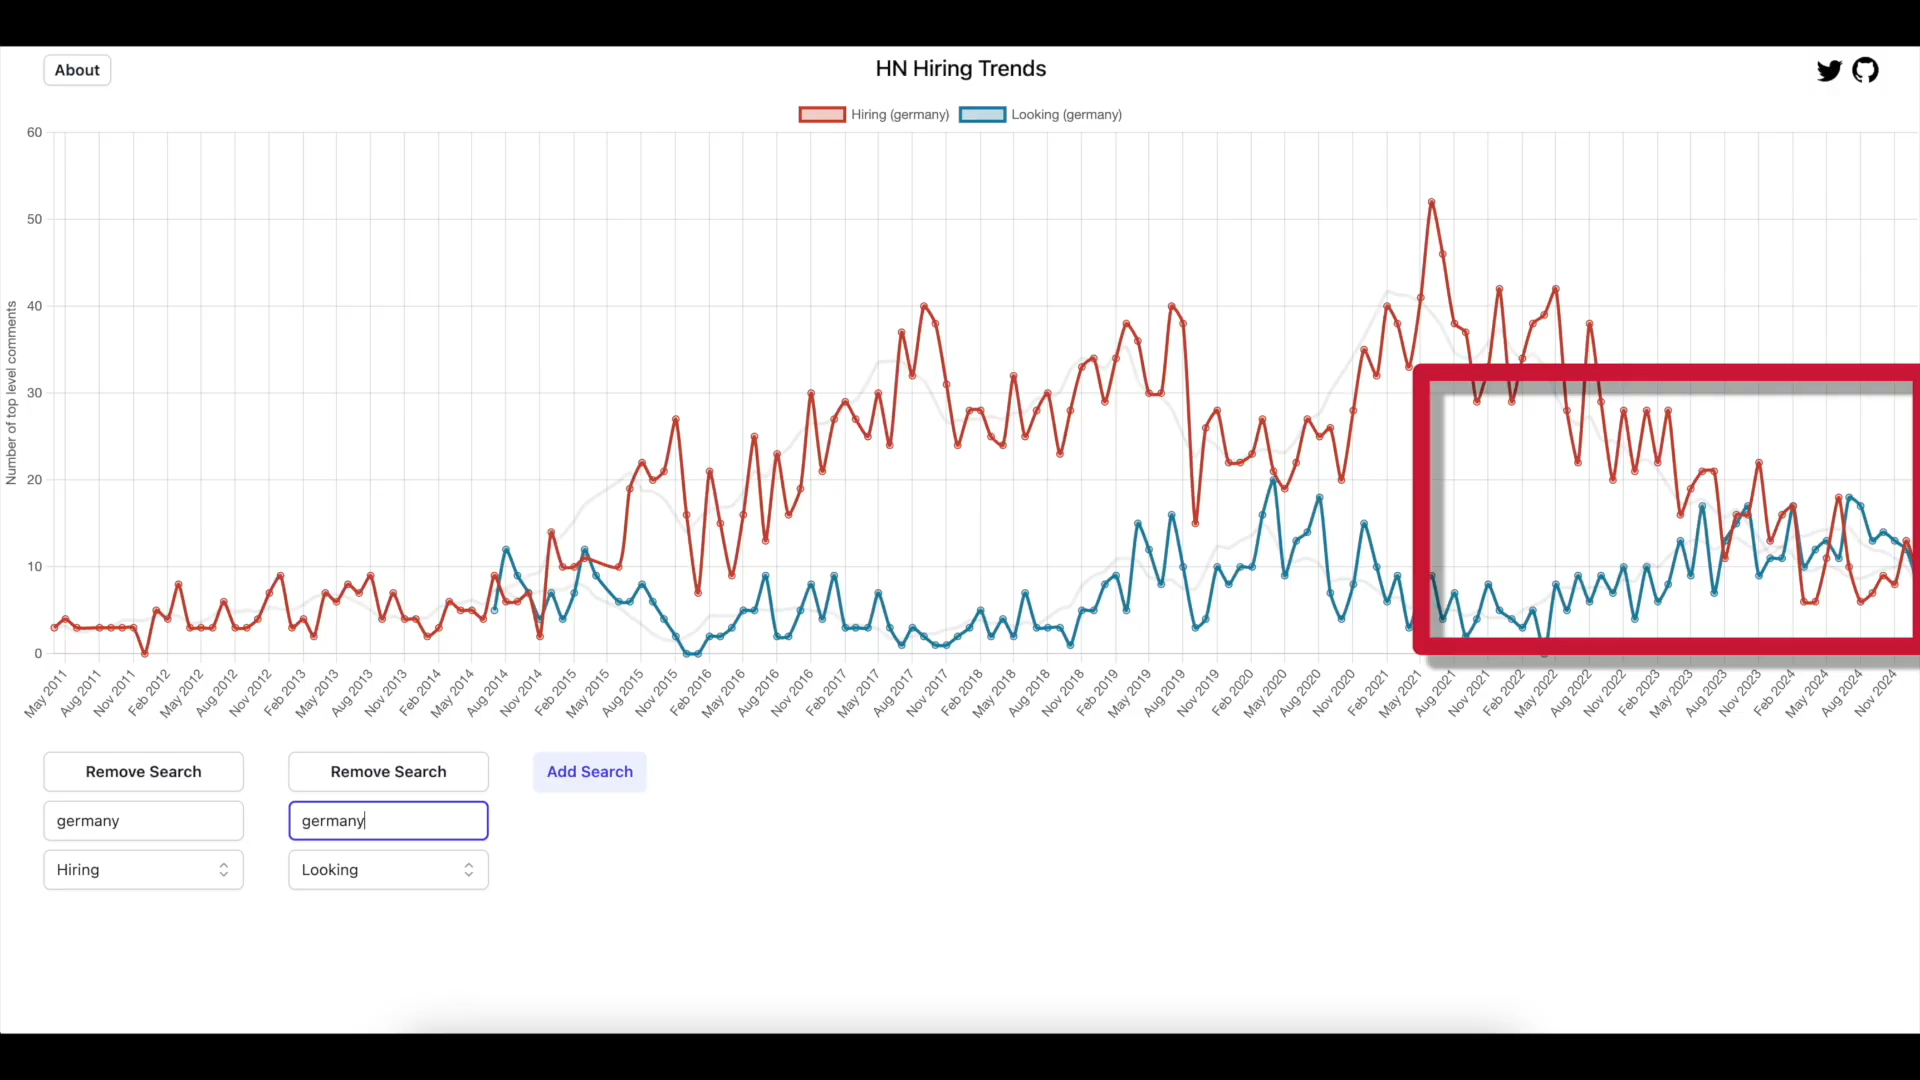 About
HN Hiring Trends
Hiring (germany) Looking (germany)
Number of top level comments
60
50
40
30
20
10
0
May 2011 Aug 2011 Nov 2011 Feb 2012 May 2012 Aug 2012 Nov 2012 Feb 2013 May 2013 Aug 2013 Nov 2013 Feb 2014 May 2014 Aug 2014 Nov 2014 Feb 2015 May 2015 Aug 2015 Nov 2015 Feb 2016 May 2016 Aug 2016 Nov 2016 Feb 2017 May 2017 Aug 2017 Nov 2017 Feb 2018 May 2018 Aug 2018 Nov 2018 Feb 2019 May 2019 Aug 2019 Nov 2019 Feb 2020 May 2020 Aug 2020 Nov 2020 Feb 2021 May 2021 Aug 2021 Nov 2021 Feb 2022 May 2022 Aug 2022 Nov 2022 Feb 2023 May 2023 Aug 2023 Nov 2023 Feb 2024 May 2024 Aug 2024 Nov 2024
Remove Search Remove Search Add Search
germany germany
Hiring Looking